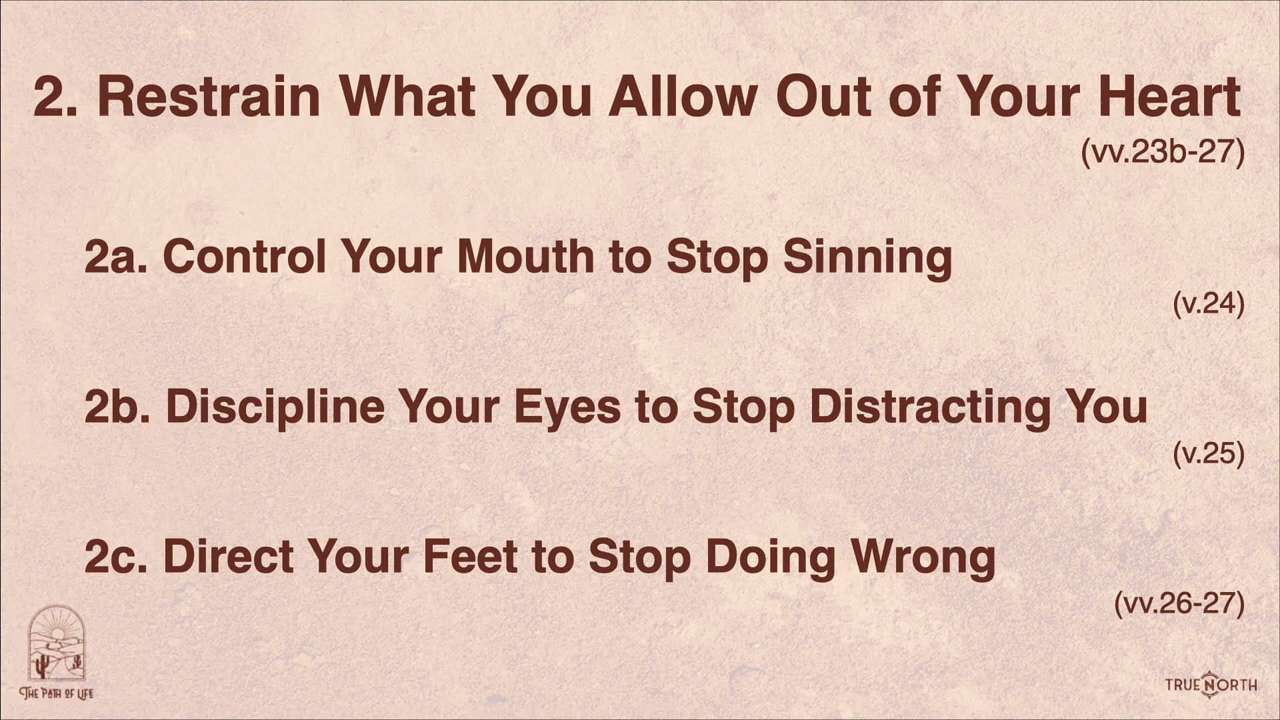 2. Restrain What You Allow Out of Your Heart
(vv.23b-27)
2a. Control Your Mouth to Stop Sinning
(v.24)
2b. Discipline Your Eyes to Stop Distracting You
(v.25)
2c. Direct Your Feet to Stop Doing Wrong
(vv.26-27)
THE PATH OF LIFE
TRUE NORTH